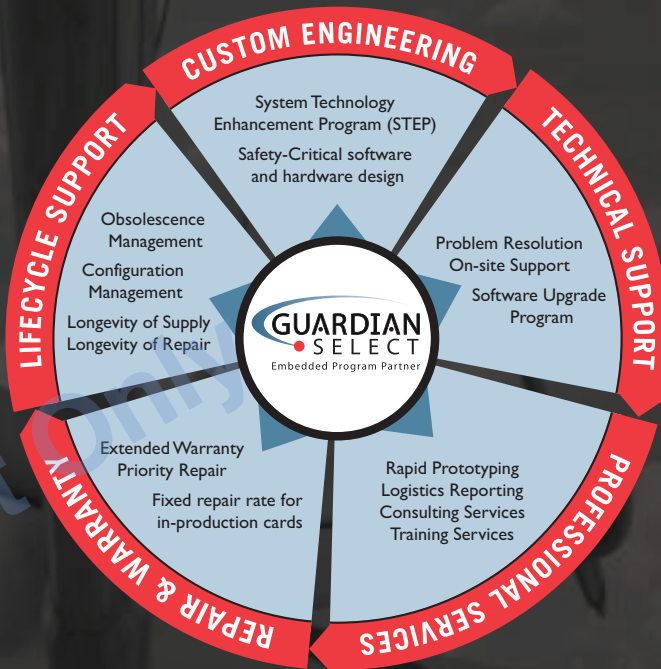 CUSTOM ENGINEERING
System Technology
Enhancement Program (STEP)
Safety-Critical software
and hardware design
TECHNICAL SUPPORT
Problem Resolution
On-site Support
Software Upgrade
Program
PROFESSIONAL SERVICES
Rapid Prototyping
Logistics Reporting
Consulting Services
Training Services
REPAIR & WARRANTY
Extended Warranty
Priority Repair
Fixed repair rate for
in-production cards
LIFECYCLE SUPPORT
Obsolescence
Management
Configuration
Management
Longevity of Supply
Longevity of Repair
GUARDIAN
SELECT
Embedded Program Partner
Only